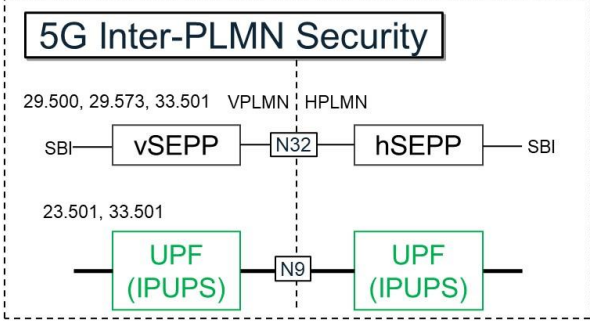 5G Inter-PLMN Security
29.500, 29.573, 33.501 VPLMN HPLMN
SBI vSEPP N32 hSEPP SBI
23.501, 33.501
UPF (IPUPS) N9 UPF (IPUPS)